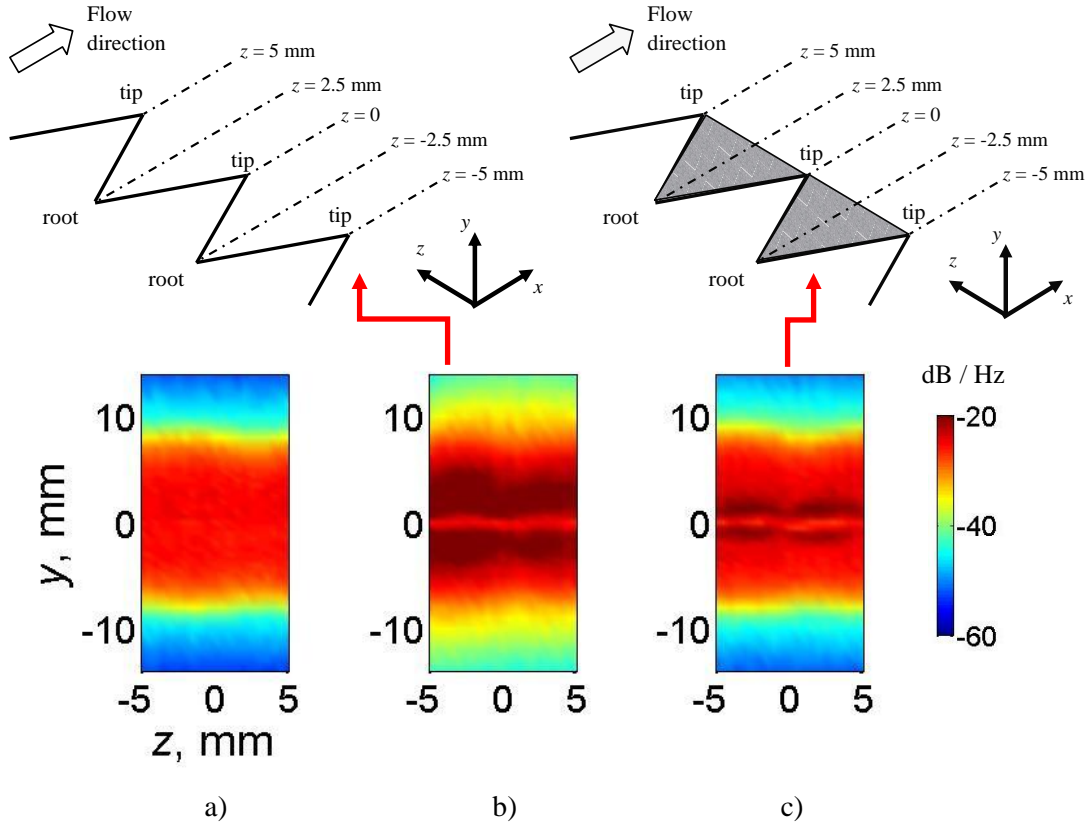 Flow
direction
z = 5 mm
z = 2.5 mm
z = 0
z = -2.5 mm
z = -5 mm
tip
tip
tip
root
root
y
z
x
Flow
direction
z = 5 mm
z = 2.5 mm
z = 0
z = -2.5 mm
z = -5 mm
tip
tip
tip
root
root
y
z
x
y, mm
10
0
-10
-5 0 5
z, mm
10
0
-10
-5 0 5
10
0
-10
-5 0 5
dB / Hz
-20
-40
-60
a)
b)
c)